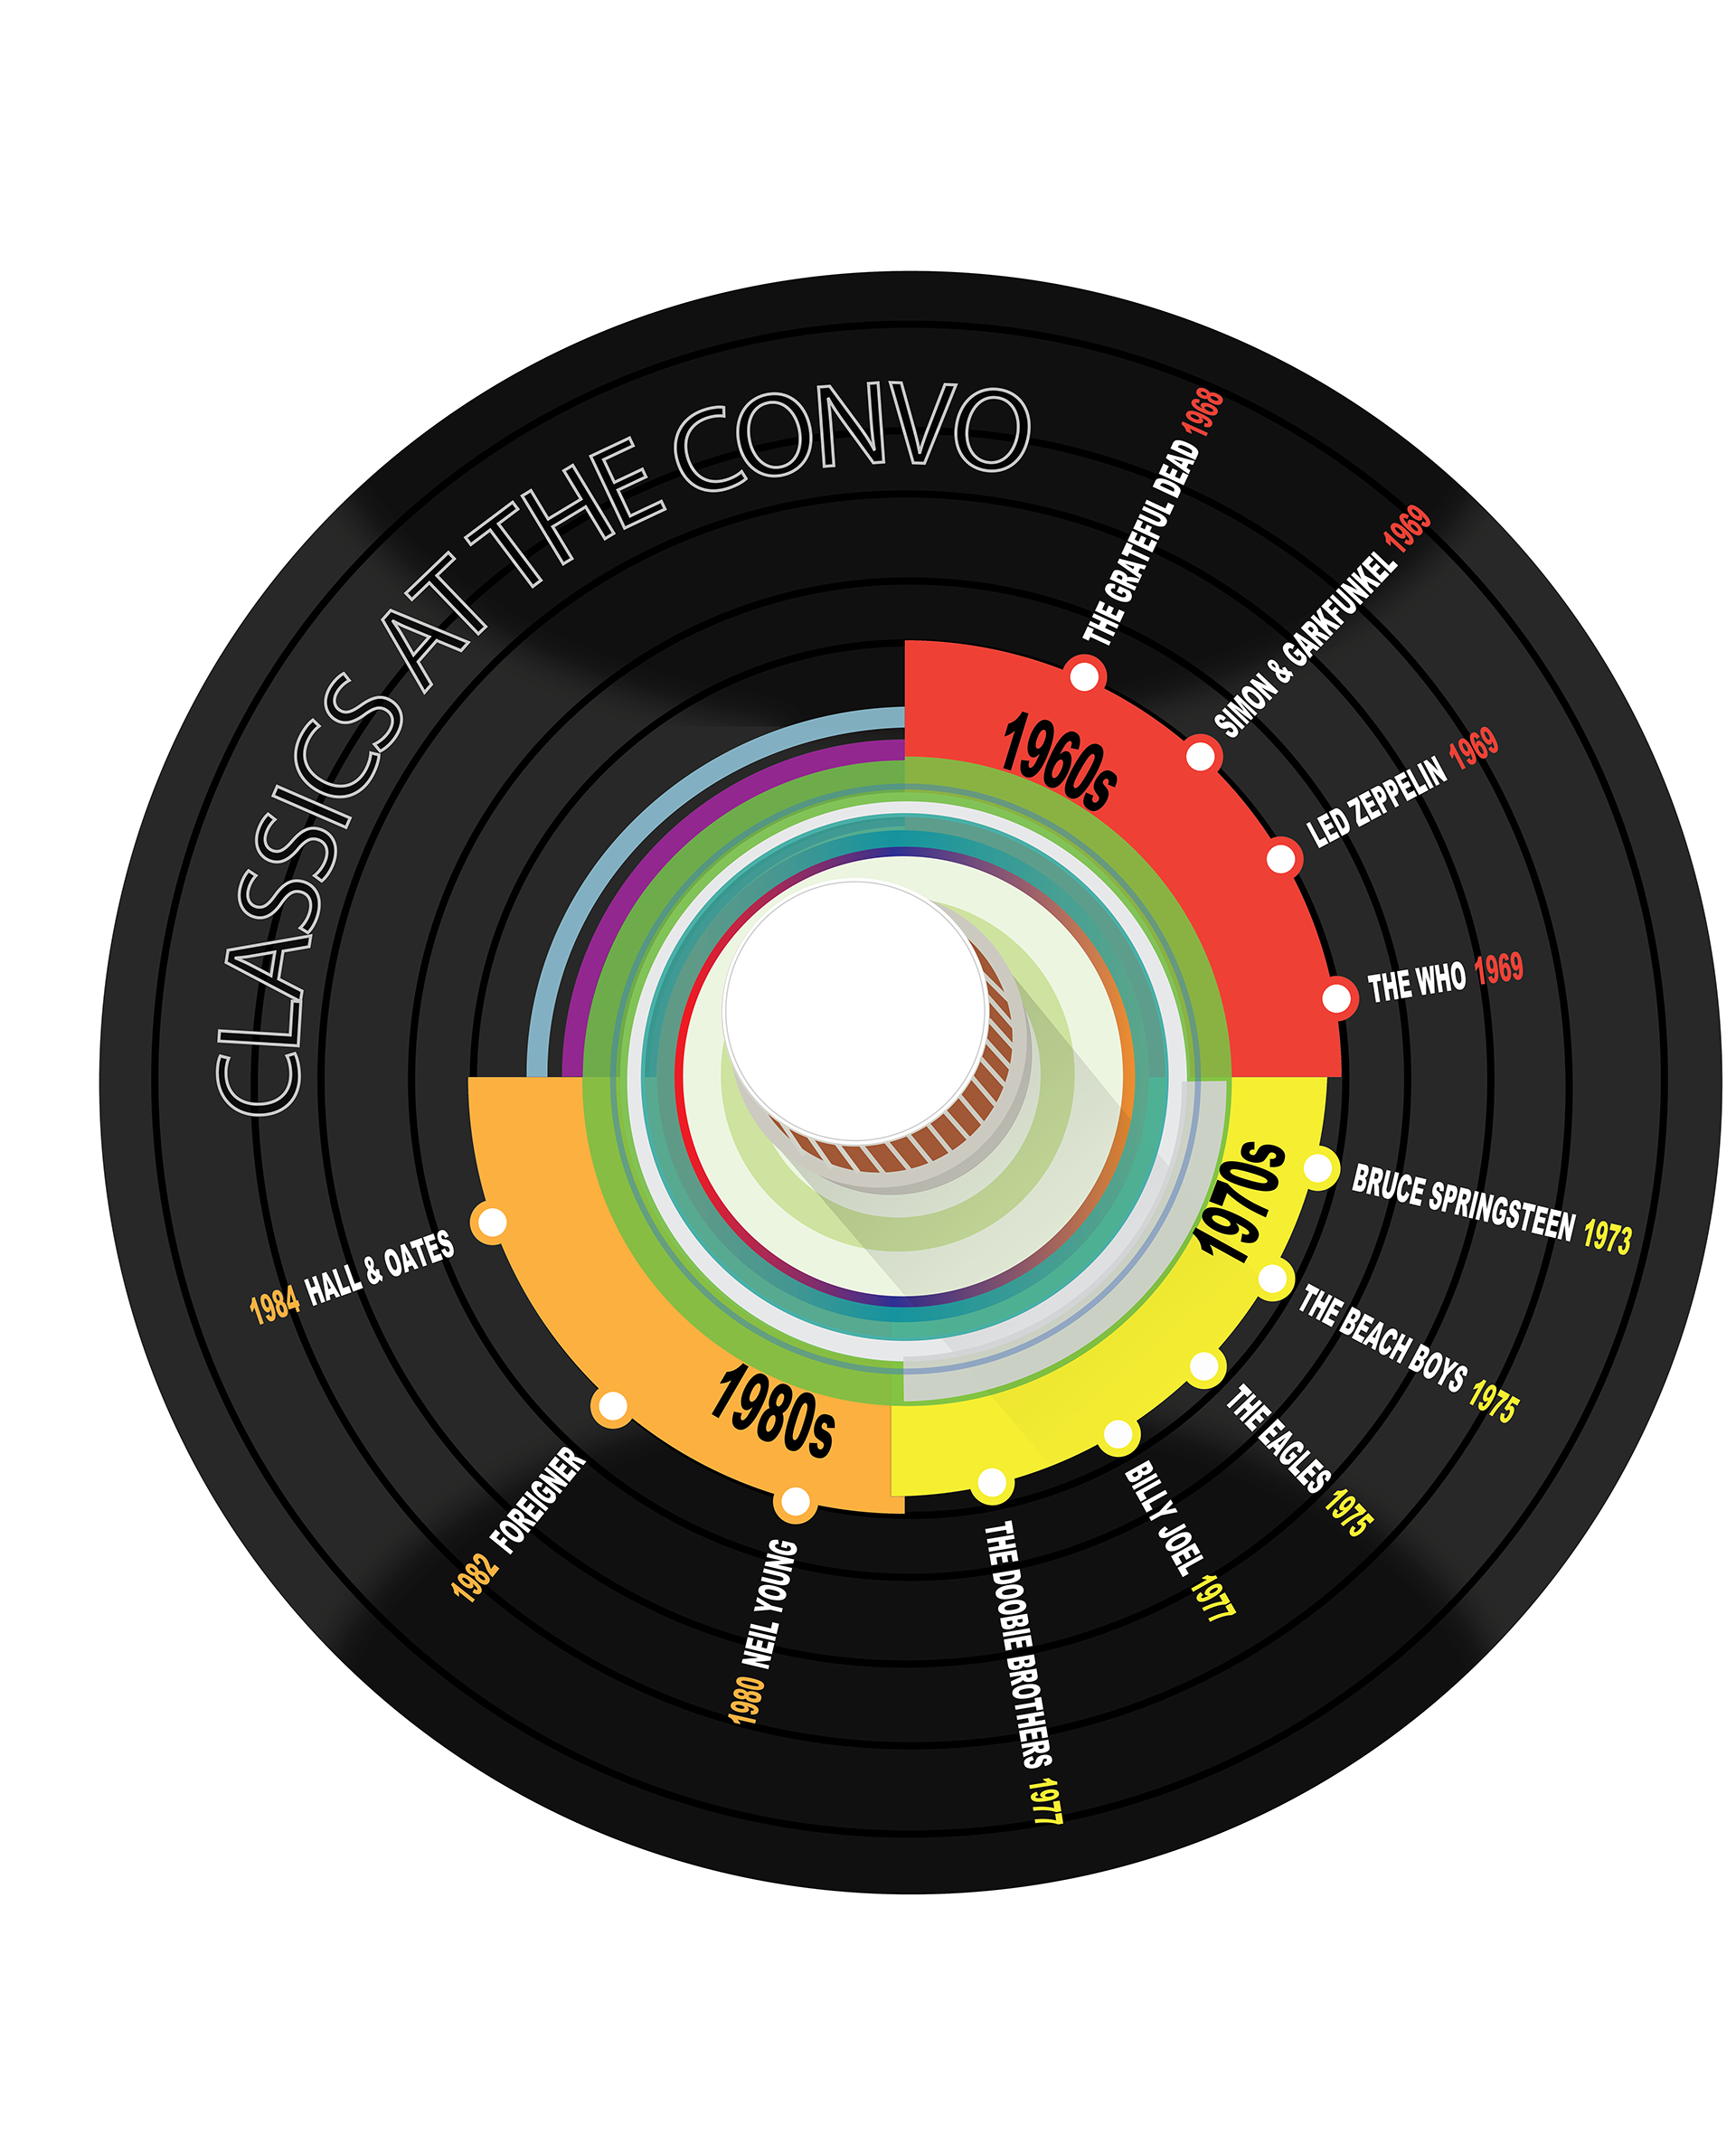 CLASSICS AT THE CONVO
1960s
THE GRATEFUL DEAD 1968
SIMON & GARKFUNKEL 1969
LED ZEPPELIN 1969
THE WHO 1969
1970s
BRUCE SPRINGSTEEN 1973
THE BEACH BOYS 1975
THE EAGLES 1975
BILLY JOEL 1977
THE DOOBIE BROTHERS 1977
1980s
1980 NEIL YOUNG
1982 FOREIGNER
1984 HALL & OATES